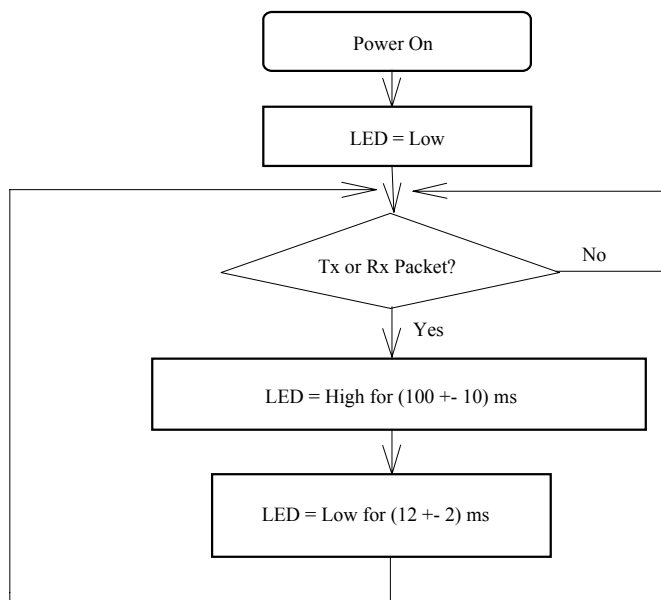 Power On
LED = Low
Tx or Rx Packet?
No
Yes
LED = High for (100 +- 10) ms
LED = Low for (12 +- 2) ms